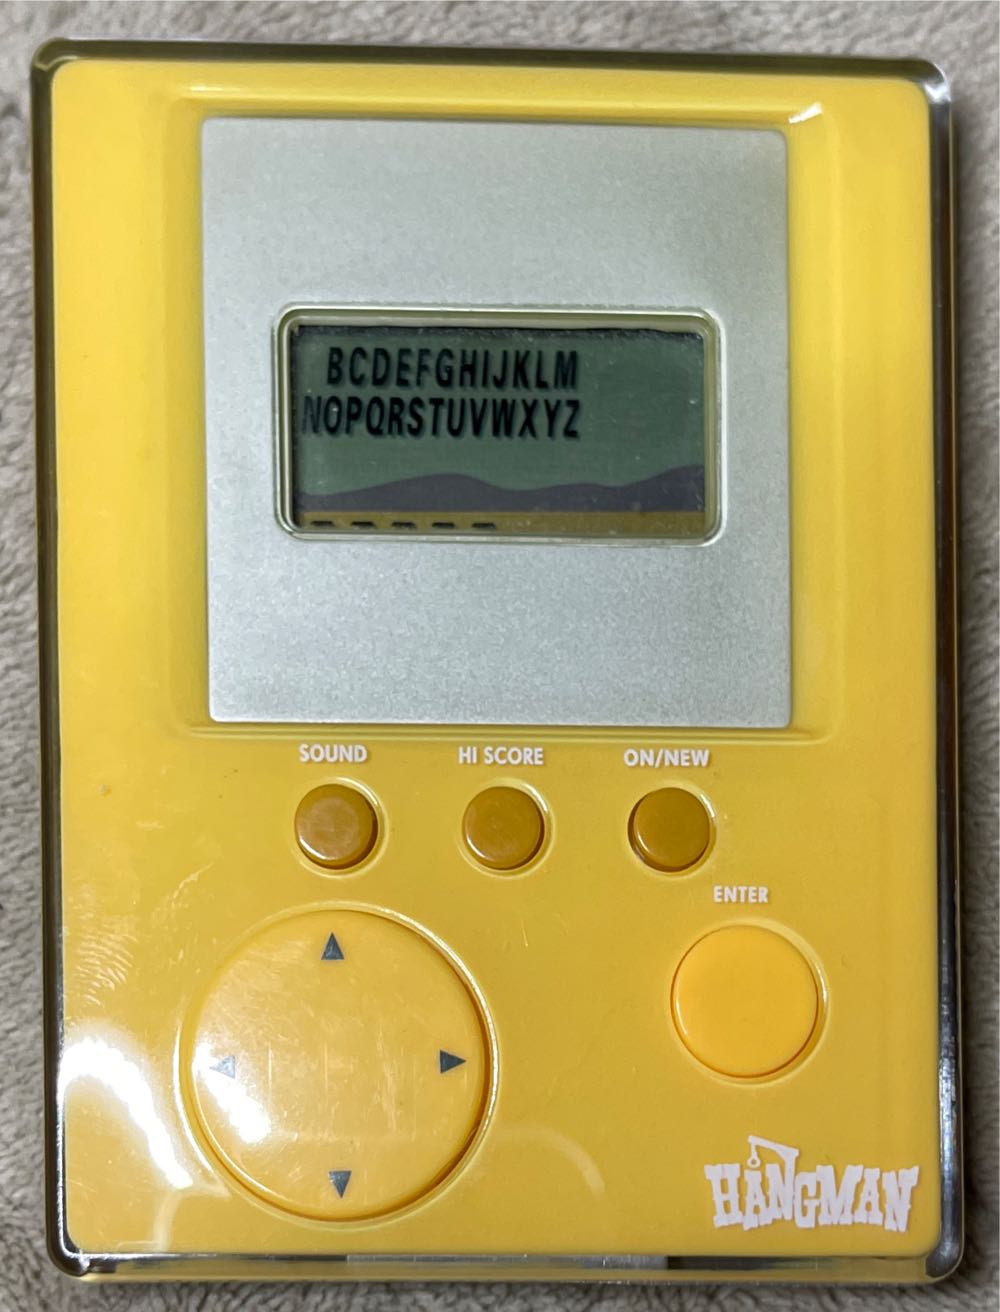 BCDEFGHIJKLM
NOPQRSTUVWXYZ
SOUND HI SCORE ON/NEW
ENTER
HANGMAN